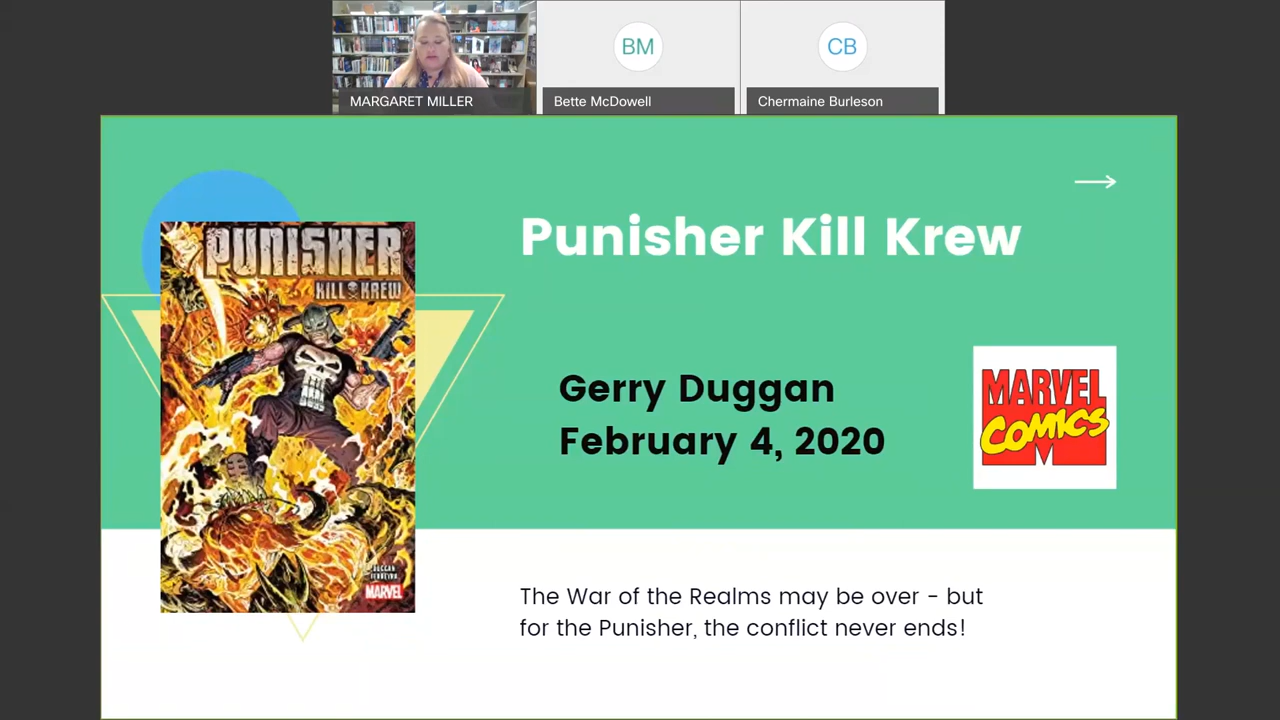 BM
CB
MARGARET MILLER
Bette McDowell
Chermaine Burleson
Punisher Kill Krew
PUNISHER
KILL KREW
Gerry Duggan
February 4, 2020
MARVEL
COMICS
DUGGAN
FERREYRA
MARVEL
The War of the Realms may be over - but
for the Punisher, the conflict never ends!